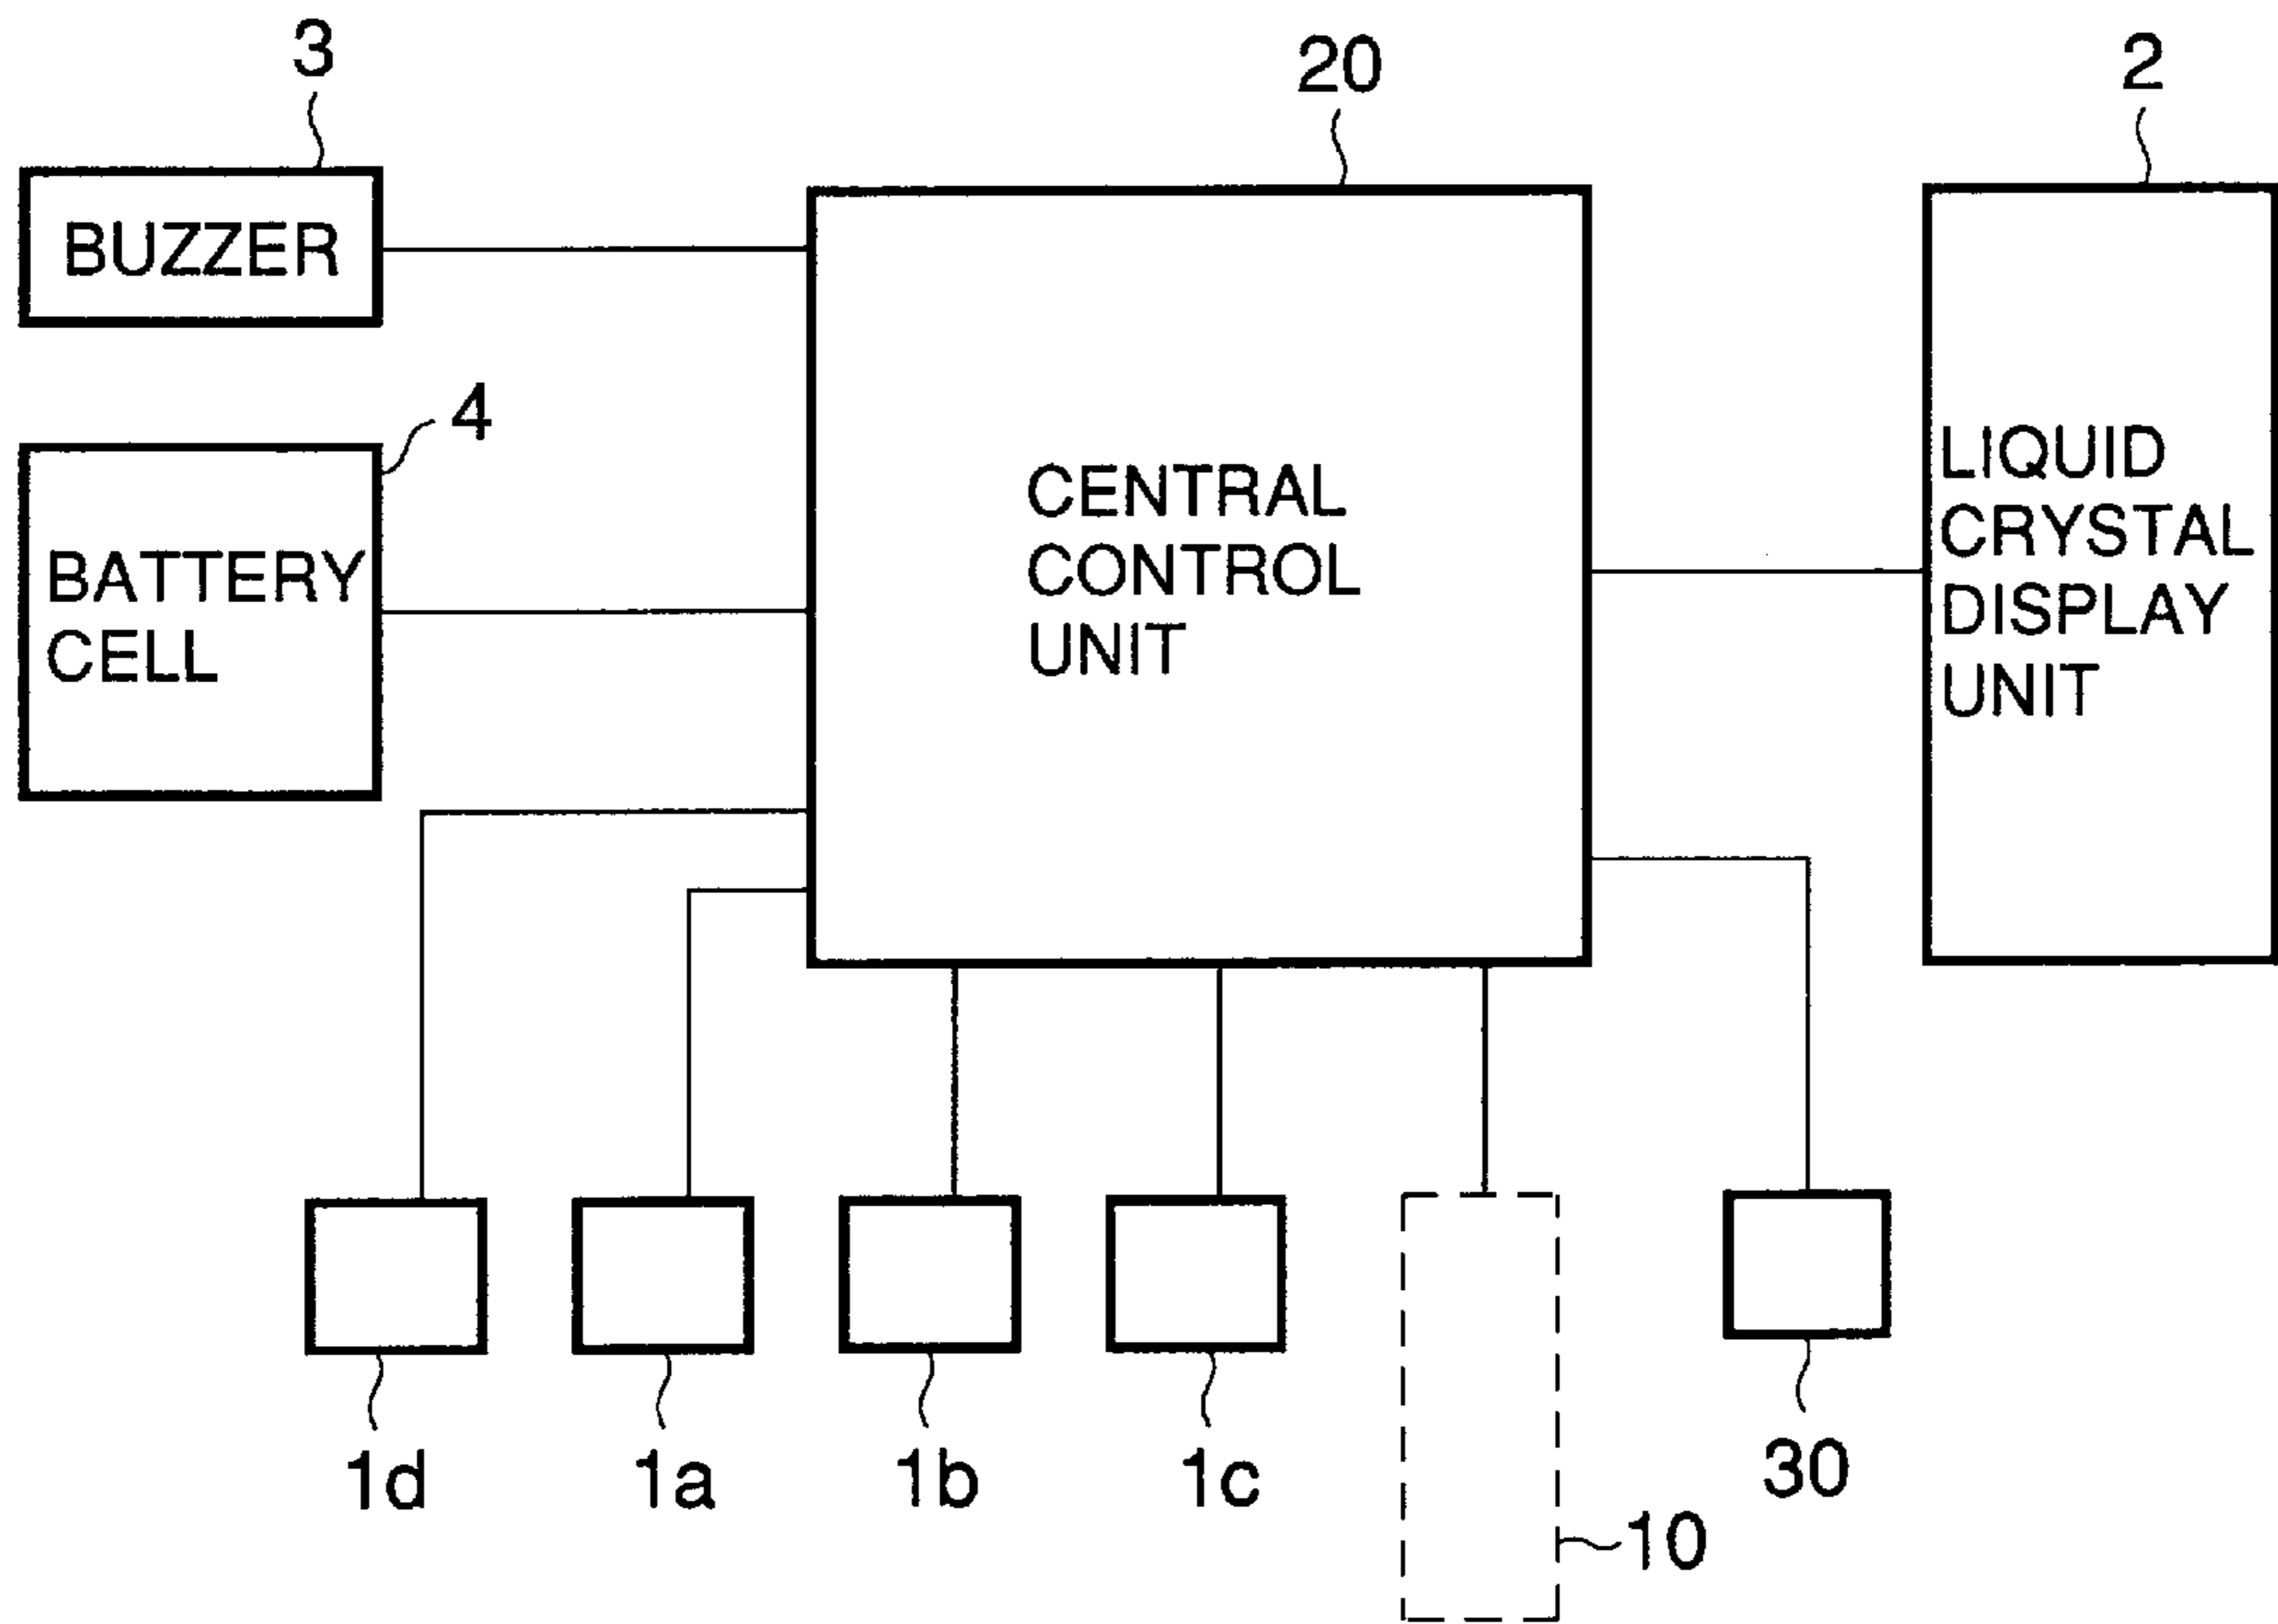 3
20
2
BUZZER
4
BATTERY
CELL
CENTRAL
CONTROL
UNIT
LIQUID
CRYSTAL
DISPLAY
UNIT
1d
1a
1b
1c
10
30